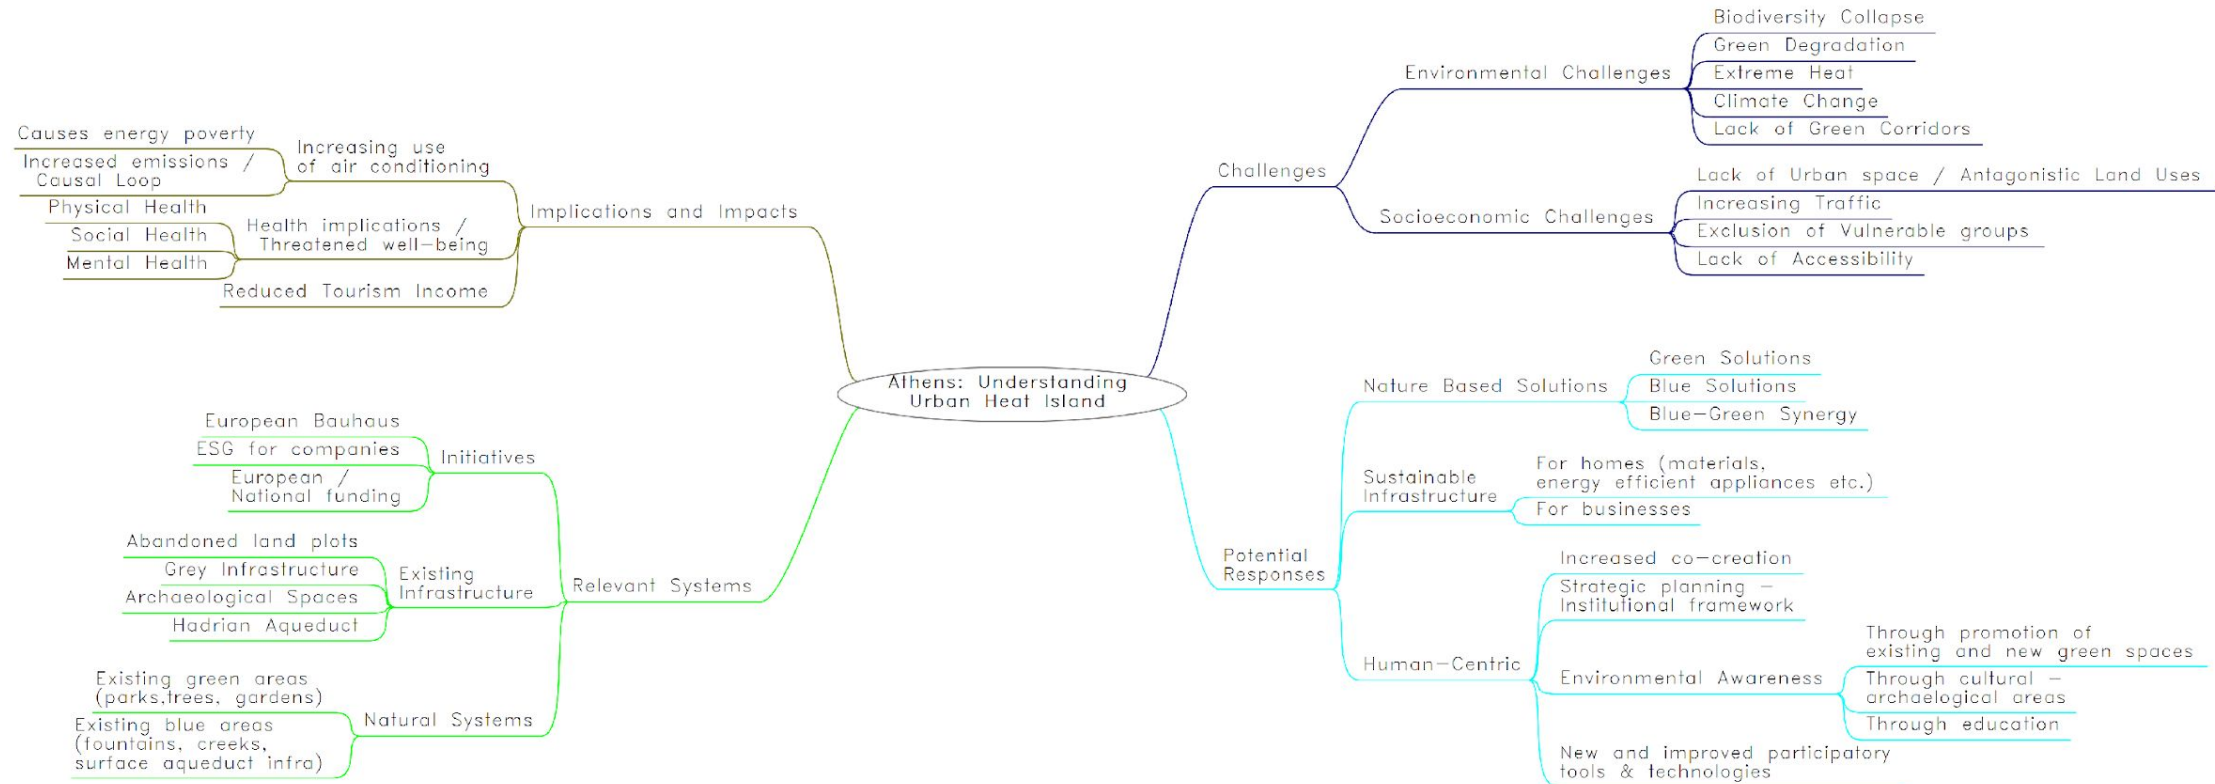 Athens: Understanding
Urban Heat Island
Implications and Impacts
Increasing use
of air conditioning
Causes energy poverty
Increased emissions /
Causal Loop
Health implications /
Threatened well-being
Physical Health
Social Health
Mental Health
Reduced Tourism Income
Relevant Systems
Initiatives
European Bauhaus
ESG for companies
European /
National funding
Existing
Infrastructure
Abandoned land plots
Grey Infrastructure
Archaeological Spaces
Hadrian Aqueduct
Natural Systems
Existing green areas
(parks,trees, gardens)
Existing blue areas
(fountains, creeks,
surface aqueduct infra)
Challenges
Environmental Challenges
Biodiversity Collapse
Green Degradation
Extreme Heat
Climate Change
Lack of Green Corridors
Socioeconomic Challenges
Lack of Urban space / Antagonistic Land Uses
Increasing Traffic
Exclusion of Vulnerable groups
Lack of Accessibility
Potential
Responses
Nature Based Solutions
Green Solutions
Blue Solutions
Blue-Green Synergy
Sustainable
Infrastructure
For homes (materials,
energy efficient appliances etc.)
For businesses
Human-Centric
Increased co-creation
Strategic planning –
Institutional framework
Environmental Awareness
Through promotion of
existing and new green spaces
Through cultural –
archaelogical areas
Through education
New and improved participatory
tools & technologies